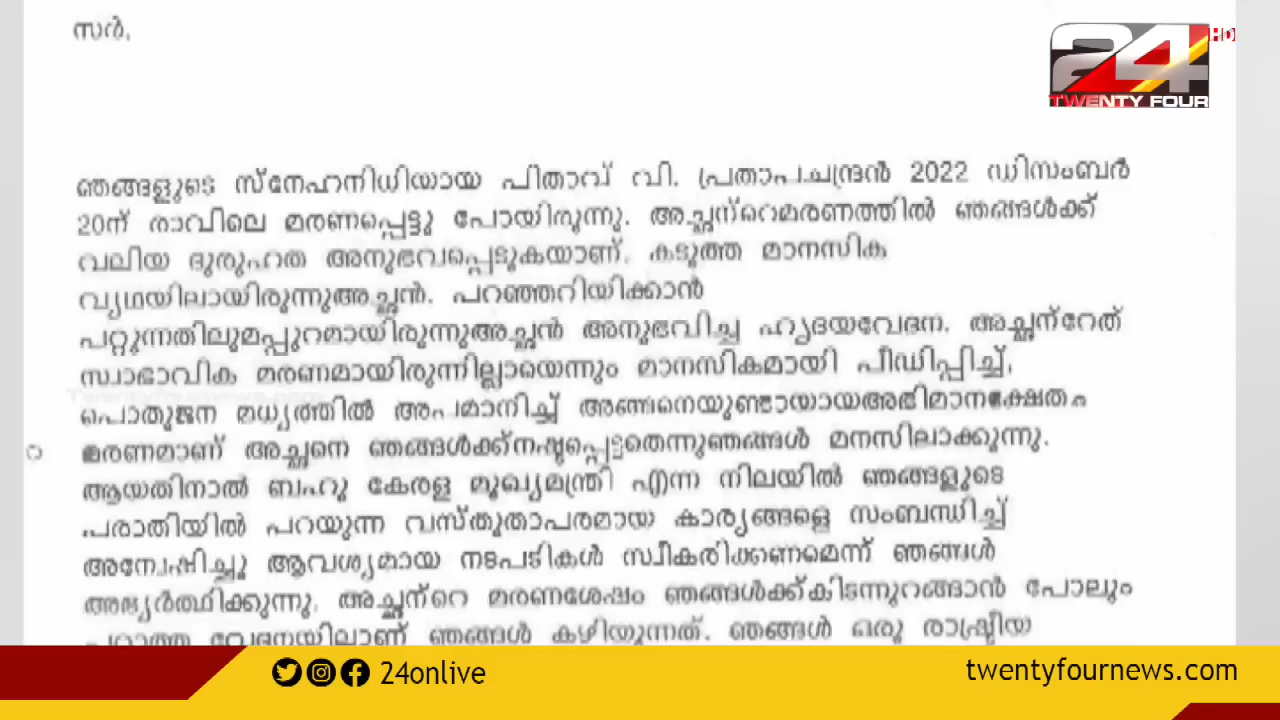 സർ,
24
HD
TWENTY FOUR
ഞങ്ങളുടെ സ്നേഹനിധിയായ പിതാവ് വി. പ്രതാപചന്ദ്രൻ 2022 ഡിസംബർ
20ന് രാവിലെ മരണപ്പെട്ടു പോയിരുന്നു. അച്ഛന്റെമരണത്തിൽ ഞങ്ങൾക്ക്
വലിയ ദുരുഹത അനുഭവപ്പെടുകയാണ്. കടുത്ത മാനസിക
വ്യഥയിലായിരുന്നുഅച്ഛൻ. പറഞ്ഞറിയിക്കാൻ
പറ്റുന്നതിലുമപ്പുറമായിരുന്നുഅച്ഛൻ അനുഭവിച്ച ഹൃദയവേദന. അച്ഛന്റേത്
സ്വാഭാവിക മരണമായിരുന്നില്ലായെന്നും മാനസികമായി പീഡിപ്പിച്ച്,
പൊതുജന മധ്യത്തിൽ അപമാനിച്ച് അങ്ങനെയുണ്ടായായഅഭിമാനക്ഷേതം
മരണമാണ് അച്ഛനെ ഞങ്ങൾക്ക്നഷ്ടപ്പെട്ടതെന്നുഞങ്ങൾ മനസിലാക്കുന്നു.
ആയതിനാൽ ബഹു കേരള മൂഖ്യമന്ത്രി എന്ന നിലയിൽ ഞങ്ങളുടെ
പരാതിയിൽ പറയുന്ന വസ്തുതാപരമായ കാര്യങ്ങളെ സംബന്ധിച്ച്
അന്വേഷിച്ചു ആവശ്യമായ നടപടികൾ സ്വീകരിക്കണമെന്ന് ഞങ്ങൾ
അഭ്യർത്ഥിക്കുന്നു. അച്ഛന്റെ മരണശേഷം ഞങ്ങൾക്ക്കിടന്നുറങ്ങാൻ പോലും
പറ്റാത്ത വേദനയിലാണ് ഞങ്ങൾ കഴിയുന്നത്. ഞങ്ങൾ ഒരു രാഷ്ട്രീയ
24onlive
twentyfournews.com